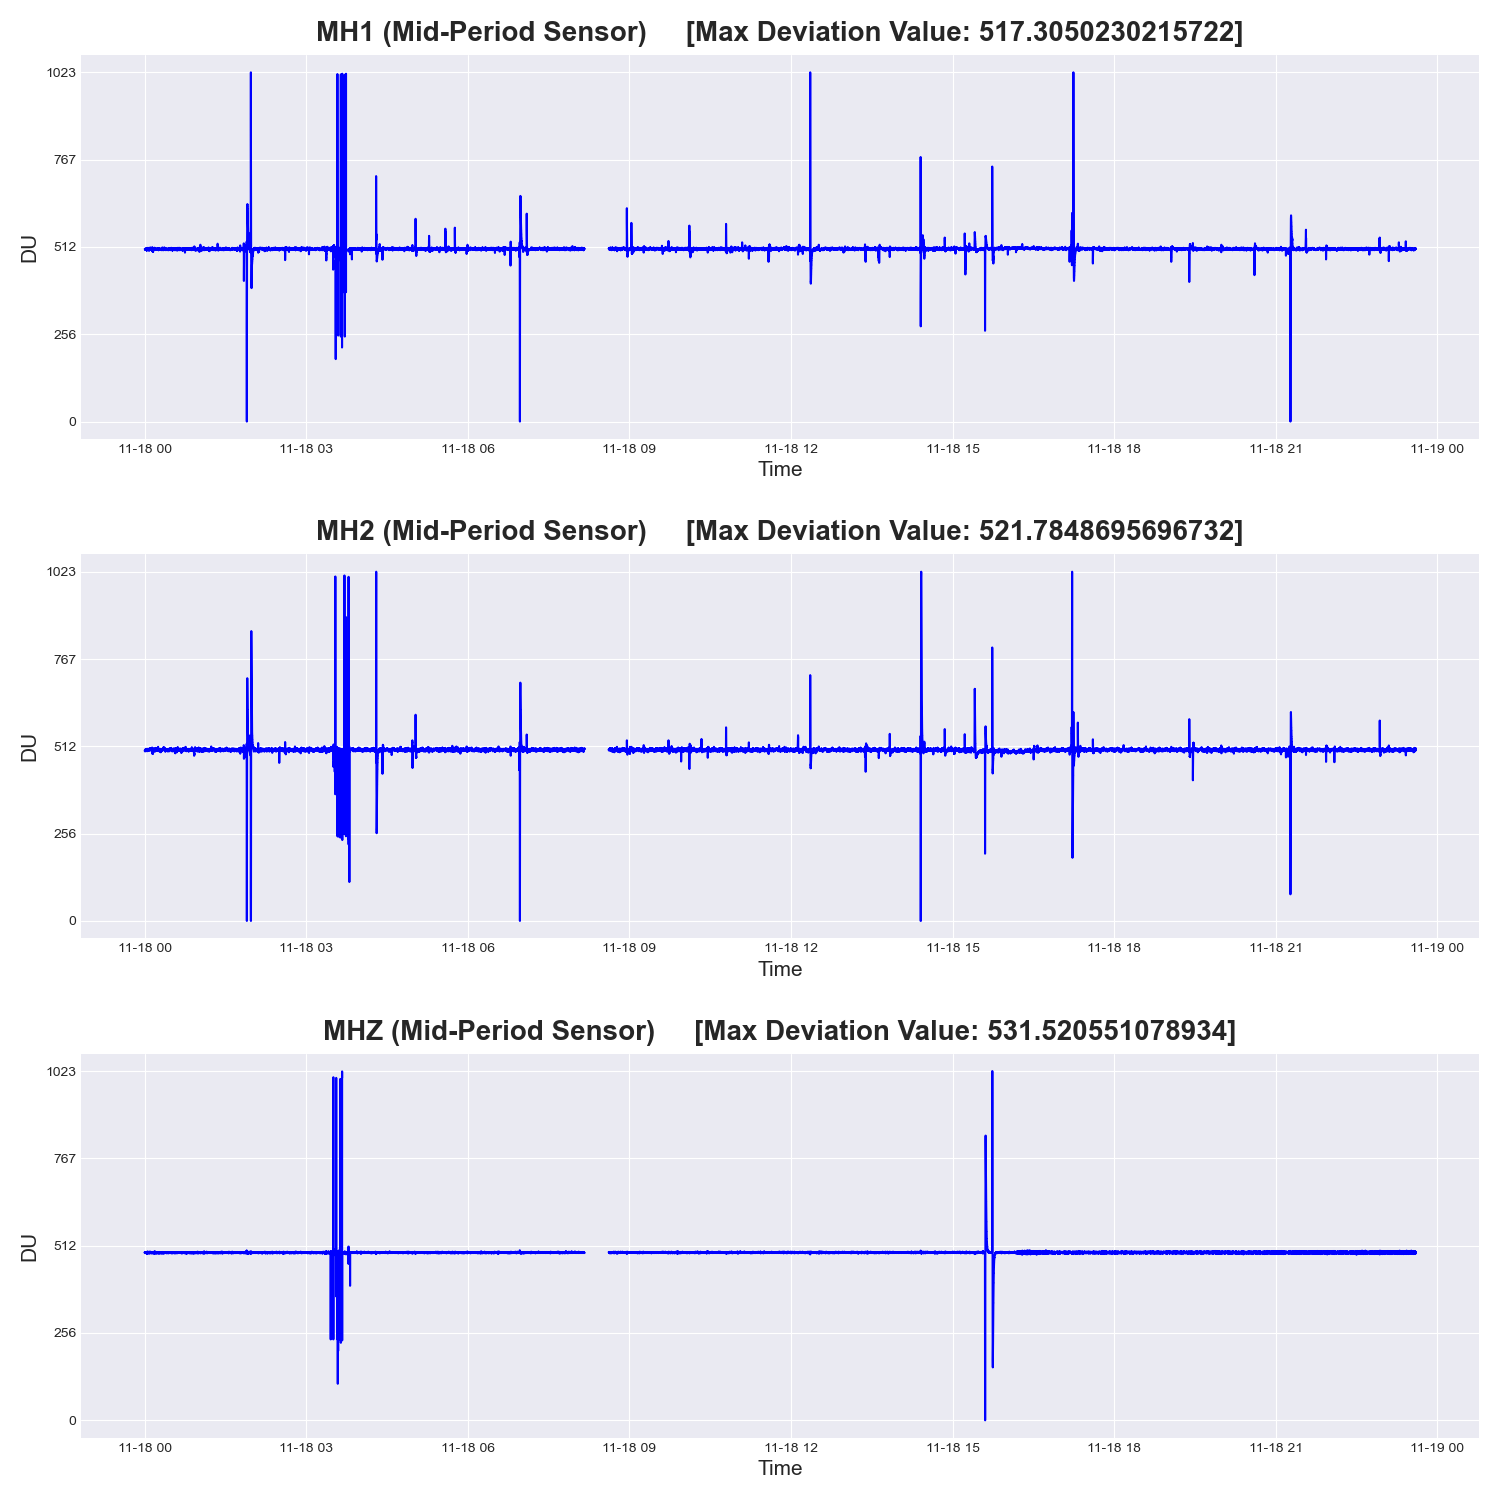 MH1 (Mid-Period Sensor) [Max Deviation Value: 517.3050230215722]
1023
767
512
256
0
DU
11-18 00 11-18 03 11-18 06 11-18 09 11-18 12 11-18 15 11-18 18 11-18 21 11-19 00
Time
MH2 (Mid-Period Sensor) [Max Deviation Value: 521.7848695696732]
1023
767
512
256
0
DU
11-18 00 11-18 03 11-18 06 11-18 09 11-18 12 11-18 15 11-18 18 11-18 21 11-19 00
Time
MHZ (Mid-Period Sensor) [Max Deviation Value: 531.520551078934]
1023
767
512
256
0
DU
11-18 00 11-18 03 11-18 06 11-18 09 11-18 12 11-18 15 11-18 18 11-18 21 11-19 00
Time